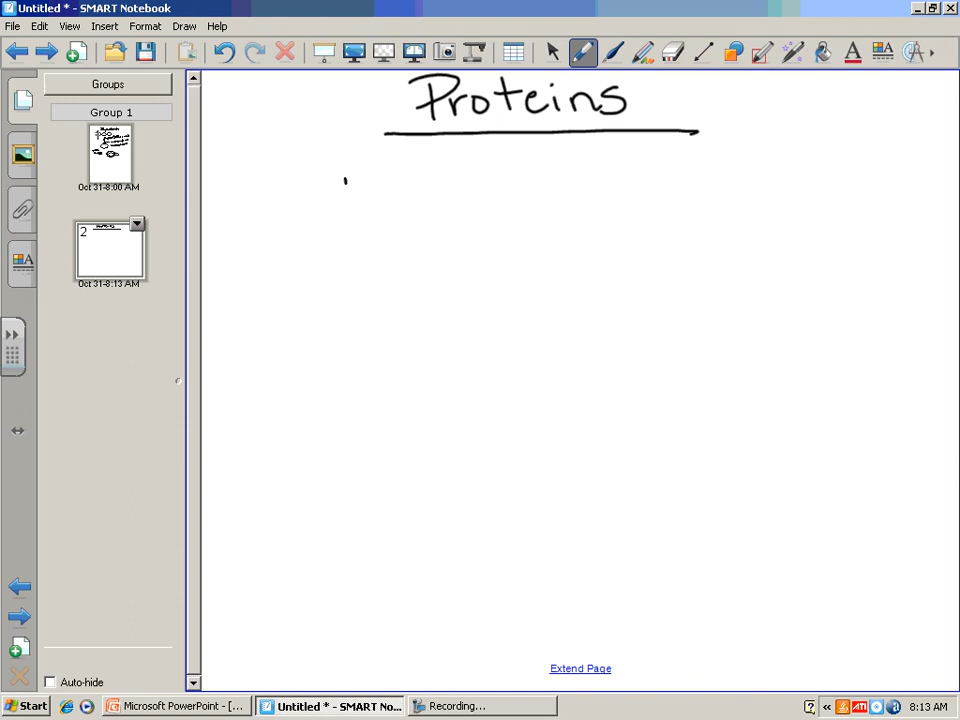 Untitled * - SMART Notebook
File Edit View Insert Format Draw Help
Groups
Group 1
Oct 31-8:00 AM
2
Oct 31-8:13 AM
Proteins
Extend Page
Auto-hide
Start Microsoft PowerPoint - [... Untitled * - SMART No... Recording... 8:13 AM